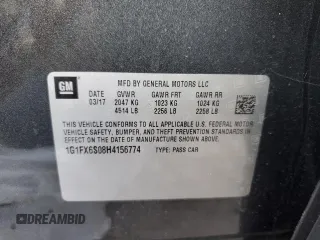 GM
MFD BY GENERAL MOTORS LLC
DATE GVWR GAWR FRT GAWR RR
03/17 2047 KG 1023 KG 1024 KG
4514 LB 2256 LB 2258 LB
THIS VEHICLE CONFORMS TO ALL APPLICABLE U.S. FEDERAL MOTOR
VEHICLE SAFETY, BUMPER, AND THEFT PREVENTION STANDARDS
IN EFFECT ON THE DATE OF MANUFACTURE SHOWN ABOVE.
1G1FX6S08H4156774 TYPE: PASS CAR
DREAMBID